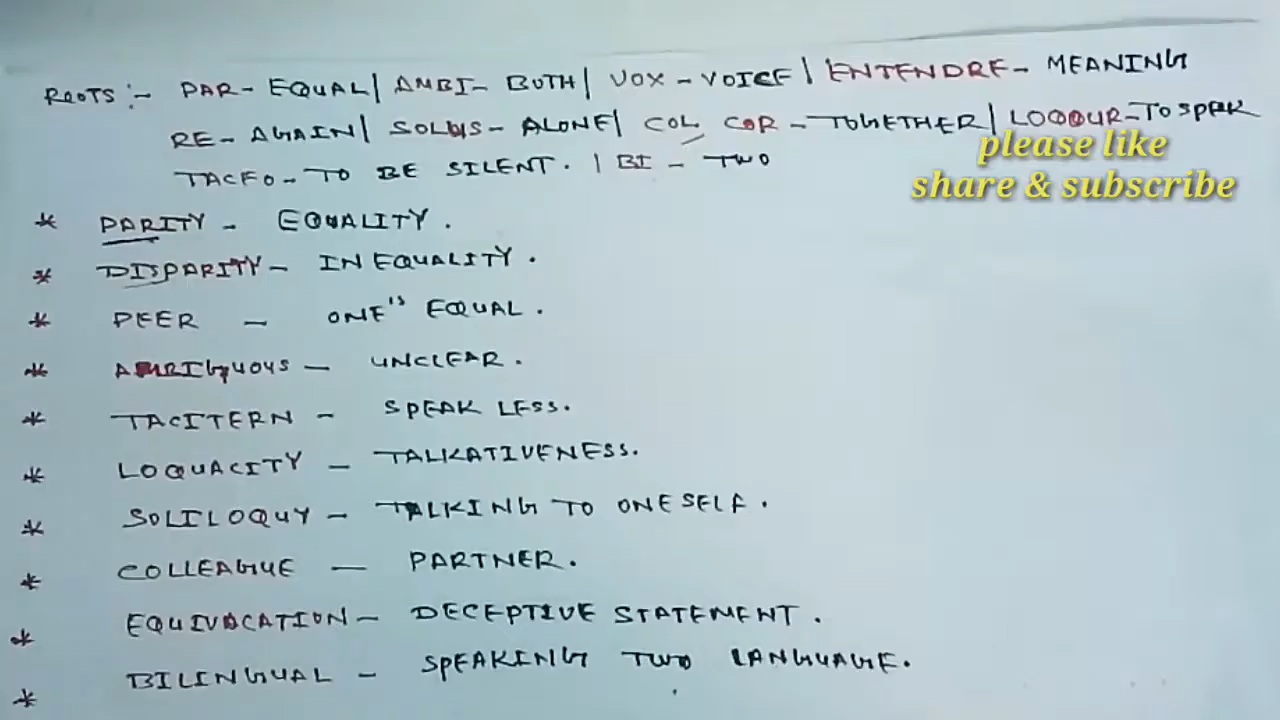 ROOTS :- PAR- EQUAL| AMBI- BOTH| VOX - VOICE| ENTENDRE- MEANING
RE- AGAIN| SOLUS- ALONE| COL COR - TOGETHER| LOQOUR-TO SPEAK
TACEO- TO BE SILENT. | BI - TWO
please like
share & subscribe
* PARITY - EQUALITY.
* DISPARITY- INEQUALITY.
* PEER - ONE'S EQUAL.
* AMBIGUOUS - UNCLEAR.
* TACITERN - SPEAK LESS.
* LOQUACITY - TALKATIVENESS.
* SOLILOQUY - TALKING TO ONESELF.
* COLLEAGUE - PARTNER.
* EQUIVOCATION- DECEPTIVE STATEMENT.
* BILINGUAL - SPEAKING TWO LANGUAGE.